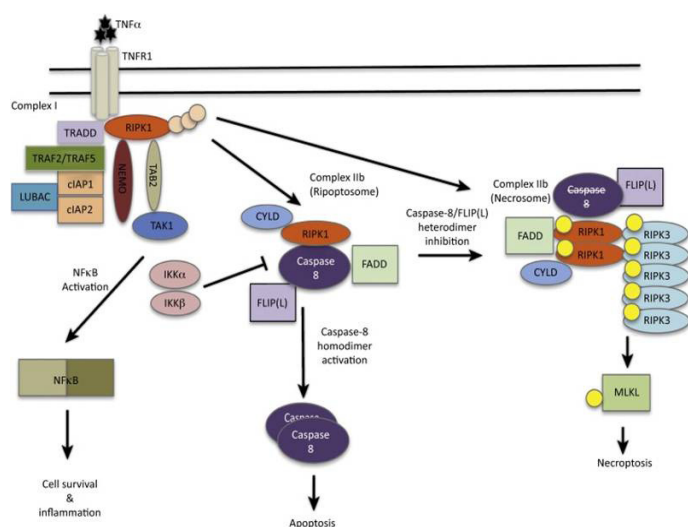 TNFα
TNFR1
Complex I
TRADD
RIPK1
TRAF2/TRAF5
LUBAC
cIAP1
cIAP2
NEMO
TAB2
TAK1
NFκB
Activation
NFκB
Cell survival
&
inflammation
IKKα
IKKβ
Complex IIb
(Ripoptosome)
CYLD
RIPK1
Caspase
8
FADD
FLIP(L)
Caspase-8
homodimer
activation
Caspase
Caspase
8
Apoptosis
Caspase-8/FLIP(L)
heterodimer
inhibition
Complex IIb
(Necrosome)
Caspase
8
FLIP(L)
FADD
RIPK1
RIPK1
CYLD
RIPK3
RIPK3
RIPK3
RIPK3
RIPK3
MLKL
Necroptosis